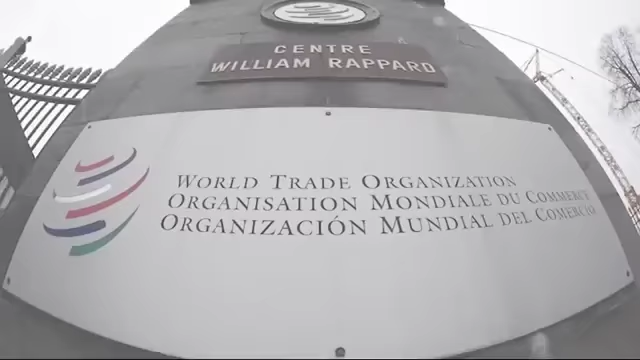 CENTRE
WILLIAM RAPPARD
WORLD TRADE ORGANIZATION
ORGANISATION MONDIALE DU COMMERCE
ORGANIZACIÓN MUNDIAL DEL COMERCIO